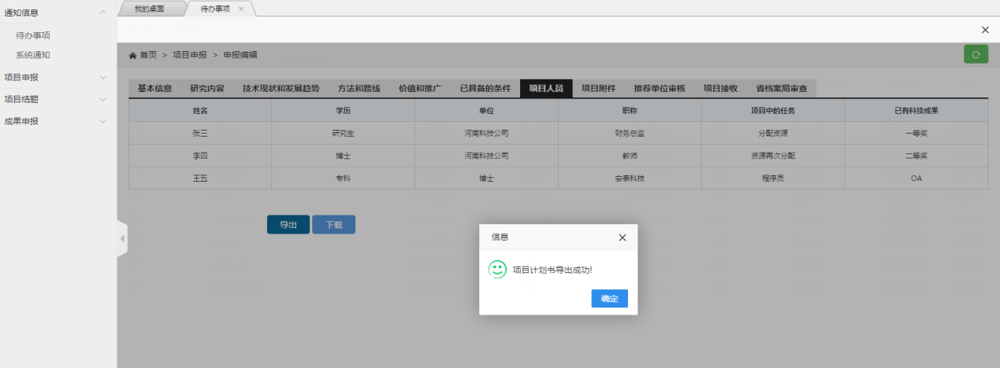 我的桌面 待办事项
通知信息
待办事项
系统通知
项目申报
项目结题
成果申报
首页 > 项目申报 > 申报编辑
基本信息 研究内容 技术现状和发展趋势 方法和路线 价值和推广 已具备的条件 项目人员 项目附件 推荐单位审核 项目接收 省档案局审查
姓名 学历 单位 职称 项目中的任务 已有科技成果
张三 研究生 河南科技公司 财务总监 分配资源 一等奖
李四 博士 河南科技公司 教师 资源再次分配 二等奖
王五 专科 博士 安泰科技 程序员 OA
导出 下载
信息
项目计划书导出成功!
确定